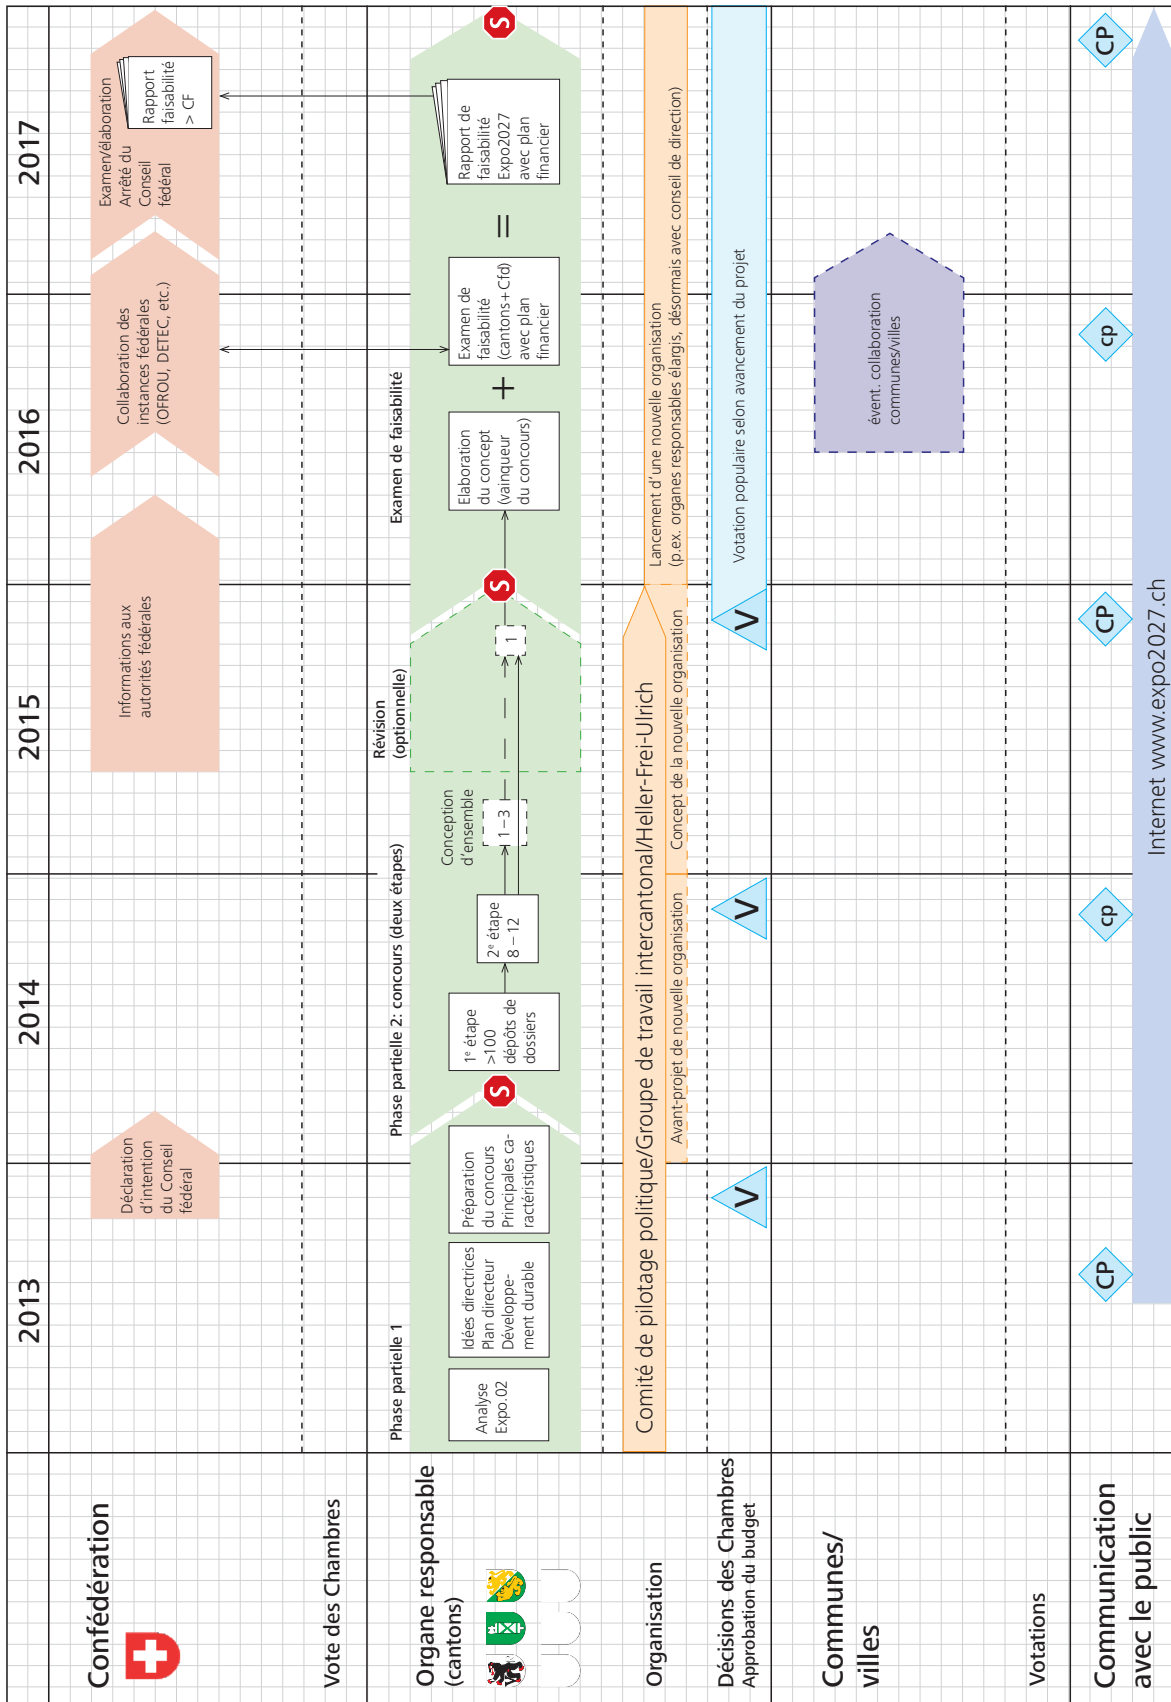 2013
2014
2015
2016
2017
Confédération
Déclaration
d'intention
du Conseil
fédéral
Informations aux
autorités fédérales
Collaboration des
instances fédérales
(OFROU, DETEC, etc.)
Examen/élaboration
Arrêté du
Conseil
fédéral
Rapport
faisabilité
> CF
Vote des Chambres
Organe responsable
(cantons)
Phase partielle 1
Analyse
Expo.02
Idées directrices
Plan directeur
Développe-
ment durable
Préparation
du concours
Principales ca-
ractéristiques
S
Phase partielle 2: concours (deux étapes)
1e étape
>100
dépôts de
dossiers
2e étape
8 – 12
Conception
d'ensemble
1 – 3
Révision
(optionnelle)
1
S
Examen de faisabilité
Elaboration
du concept
(vainqueur
du concours)
+
Examen de
faisabilité
(cantons+Cfd)
avec plan
financier
=
Rapport de
faisabilité
Expo2027
avec plan
financier
S
Organisation
Comité de pilotage politique/Groupe de travail intercantonal/Heller-Frei-Ulrich
Avant-projet de nouvelle organisation
Concept de la nouvelle organisation
Lancement d'une nouvelle organisation
(p.ex. organes responsables élargis, désormais avec conseil de direction)
Décisions des Chambres
Approbation du budget
V
V
V
Votation populaire selon avancement du projet
Communes/
villes
évent. collaboration
communes/villes
Votations
Communication
avec le public
CP
cp
CP
cp
CP
Internet www.expo2027.ch